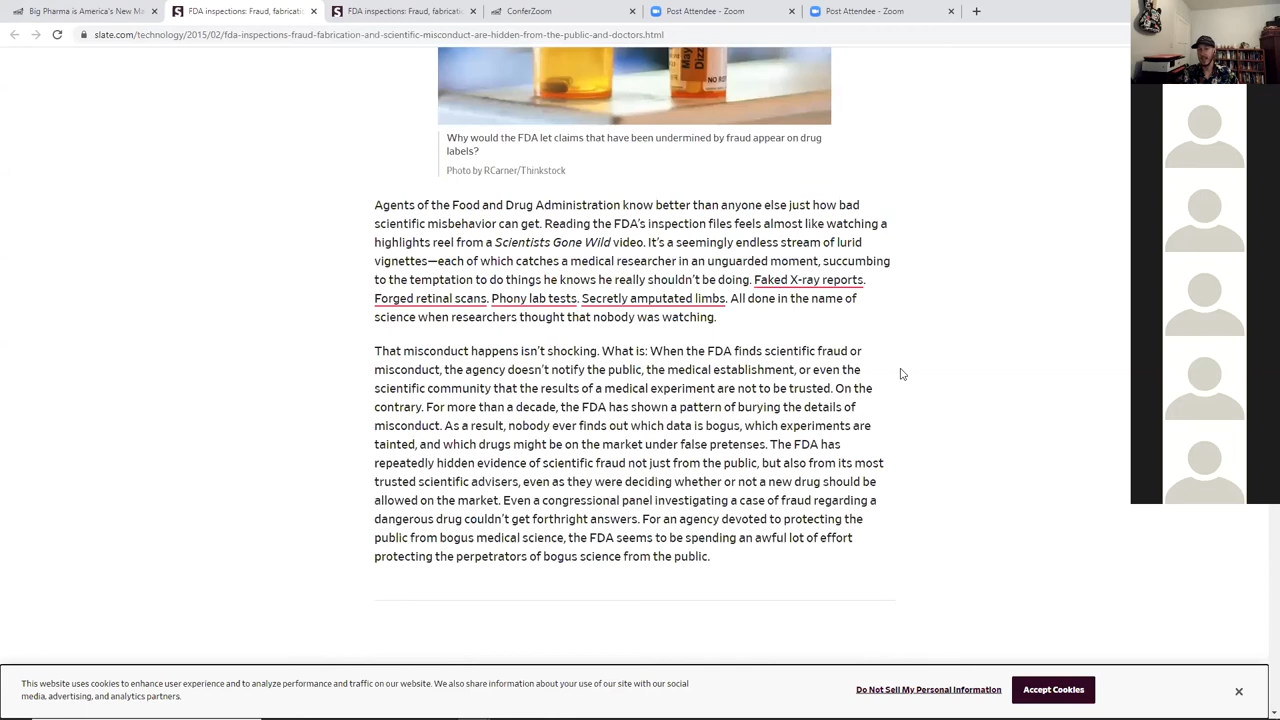 Big Pharma is America's New Ma
FDA inspections: Fraud, fabricatio
FDA inspections: Fraud, fabricatio
ConferZoom
Post Attendee - Zoom
Post Attendee - Zoom
slate.com/technology/2015/02/fda-inspections-fraud-fabrication-and-scientific-misconduct-are-hidden-from-the-public-and-doctors.html
May
Dizz
NO RE
Why would the FDA let claims that have been undermined by fraud appear on drug
labels?
Photo by RCarner/Thinkstock
Agents of the Food and Drug Administration know better than anyone else just how bad
scientific misbehavior can get. Reading the FDA's inspection files feels almost like watching a
highlights reel from a Scientists Gone Wild video. It's a seemingly endless stream of lurid
vignettes—each of which catches a medical researcher in an unguarded moment, succumbing
to the temptation to do things he knows he really shouldn't be doing. Faked X-ray reports.
Forged retinal scans. Phony lab tests. Secretly amputated limbs. All done in the name of
science when researchers thought that nobody was watching.
That misconduct happens isn't shocking. What is: When the FDA finds scientific fraud or
misconduct, the agency doesn't notify the public, the medical establishment, or even the
scientific community that the results of a medical experiment are not to be trusted. On the
contrary. For more than a decade, the FDA has shown a pattern of burying the details of
misconduct. As a result, nobody ever finds out which data is bogus, which experiments are
tainted, and which drugs might be on the market under false pretenses. The FDA has
repeatedly hidden evidence of scientific fraud not just from the public, but also from its most
trusted scientific advisers, even as they were deciding whether or not a new drug should be
allowed on the market. Even a congressional panel investigating a case of fraud regarding a
dangerous drug couldn't get forthright answers. For an agency devoted to protecting the
public from bogus medical science, the FDA seems to be spending an awful lot of effort
protecting the perpetrators of bogus science from the public.
This website uses cookies to enhance user experience and to analyze performance and traffic on our website. We also share information about your use of our site with our social
media, advertising, and analytics partners.
Do Not Sell My Personal Information
Accept Cookies